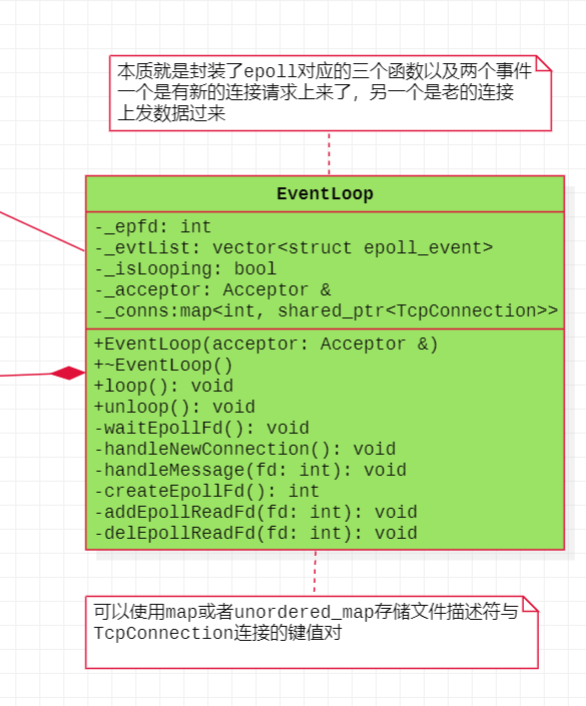 本质就是封装了epoll对应的三个函数以及两个事件
一个是有新的连接请求上来了，另一个是老的连接
上发数据过来
EventLoop
-_epfd: int
-_evtList: vector<struct epoll_event>
-_isLooping: bool
-_acceptor: Acceptor &
-_conns:map<int, shared_ptr<TcpConnection>>
+EventLoop(acceptor: Acceptor &)
+~EventLoop()
+loop(): void
+unloop(): void
-waitEpollFd(): void
-handleNewConnection(): void
-handleMessage(fd: int): void
-createEpollFd(): int
-addEpollReadFd(fd: int): void
-delEpollReadFd(fd: int): void
可以使用map或者unordered_map存储文件描述符与
TcpConnection连接的键值对